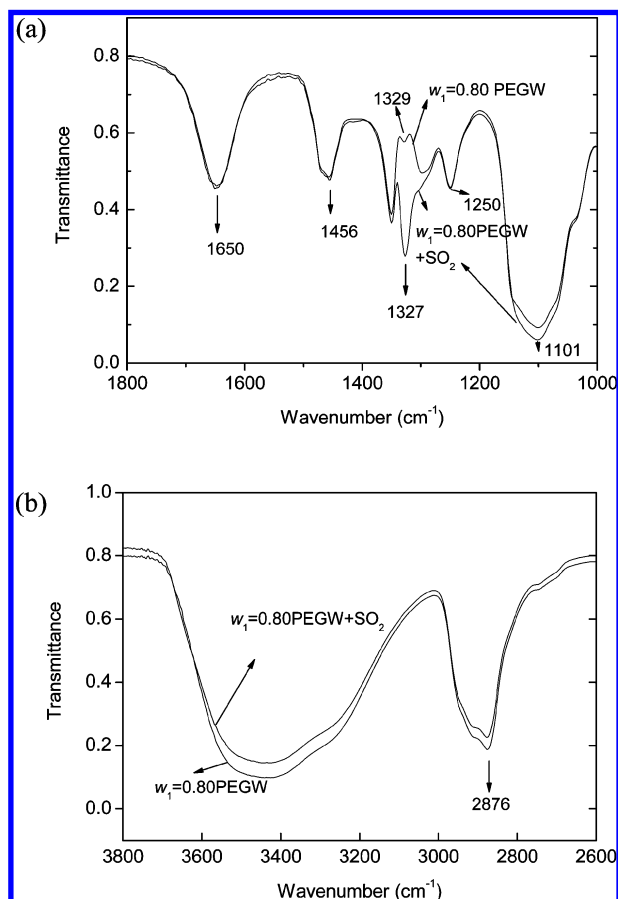 (a)
0.8
0.6
0.4
0.2
0.0
Transmittance
1650
1456
1329
w₁=0.80 PEGW
1250
w₁=0.80PEGW
+SO₂
1327
1101
1800 1600 1400 1200 1000
Wavenumber (cm⁻¹)
(b)
1.0
0.8
0.6
0.4
0.2
0.0
Transmittance
w₁=0.80PEGW+SO₂
w₁=0.80PEGW
2876
3800 3600 3400 3200 3000 2800 2600
Wavenumber (cm⁻¹)